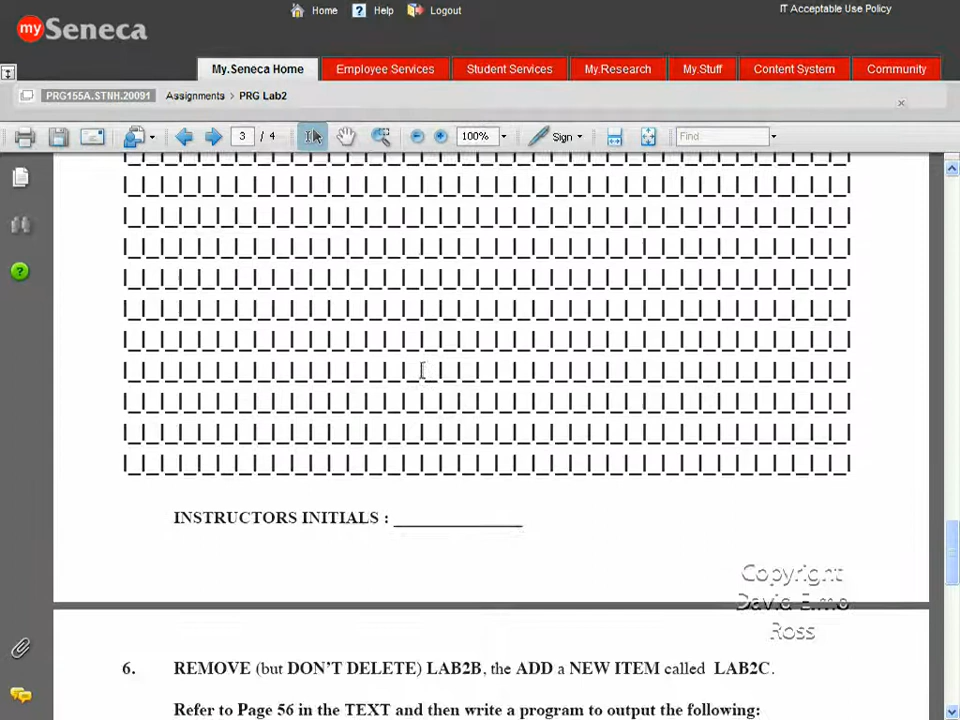 Home Help Logout IT Acceptable Use Policy
my Seneca
My.Seneca Home Employee Services Student Services My.Research My.Stuff Content System Community
PRG155A.STNH.20091 Assignments > PRG Lab2
3 / 4 100% Sign Find
INSTRUCTORS INITIALS : _______________
Copyright
David Elmo
Ross
6. REMOVE (but DON'T DELETE) LAB2B, the ADD a NEW ITEM called LAB2C.
Refer to Page 56 in the TEXT and then write a program to output the following: